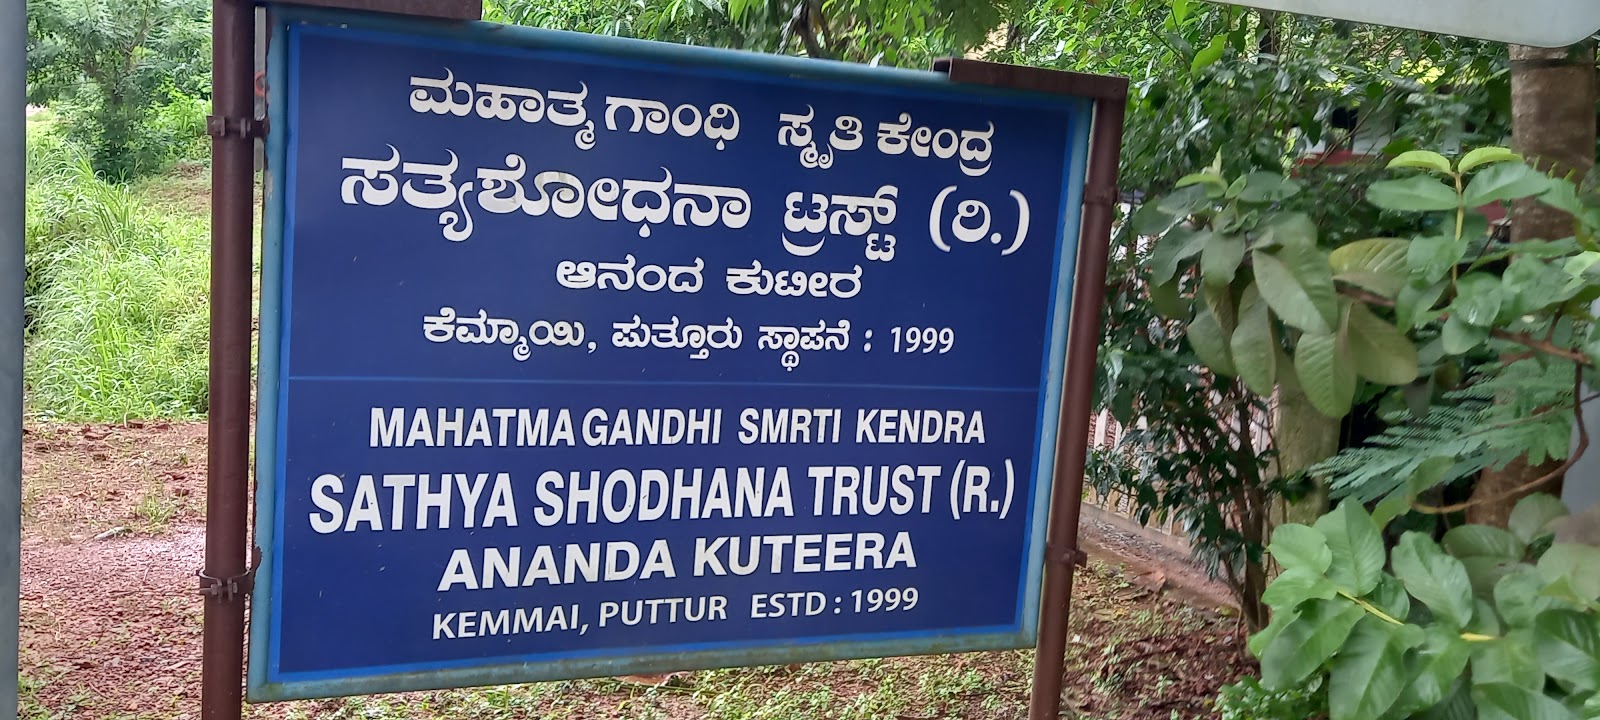 ಮಹಾತ್ಮ ಗಾಂಧಿ ಸ್ಮೃತಿ ಕೇಂದ್ರ
ಸತ್ಯಶೋಧನಾ ಟ್ರಸ್ಟ್ (ರಿ.)
ಆನಂದ ಕುಟೀರ
ಕೆಮ್ಮಾಯಿ, ಪುತ್ತೂರು ಸ್ಥಾಪನೆ : 1999
MAHATMA GANDHI SMRTI KENDRA
SATHYA SHODHANA TRUST (R.)
ANANDA KUTEERA
KEMMAI, PUTTUR ESTD : 1999